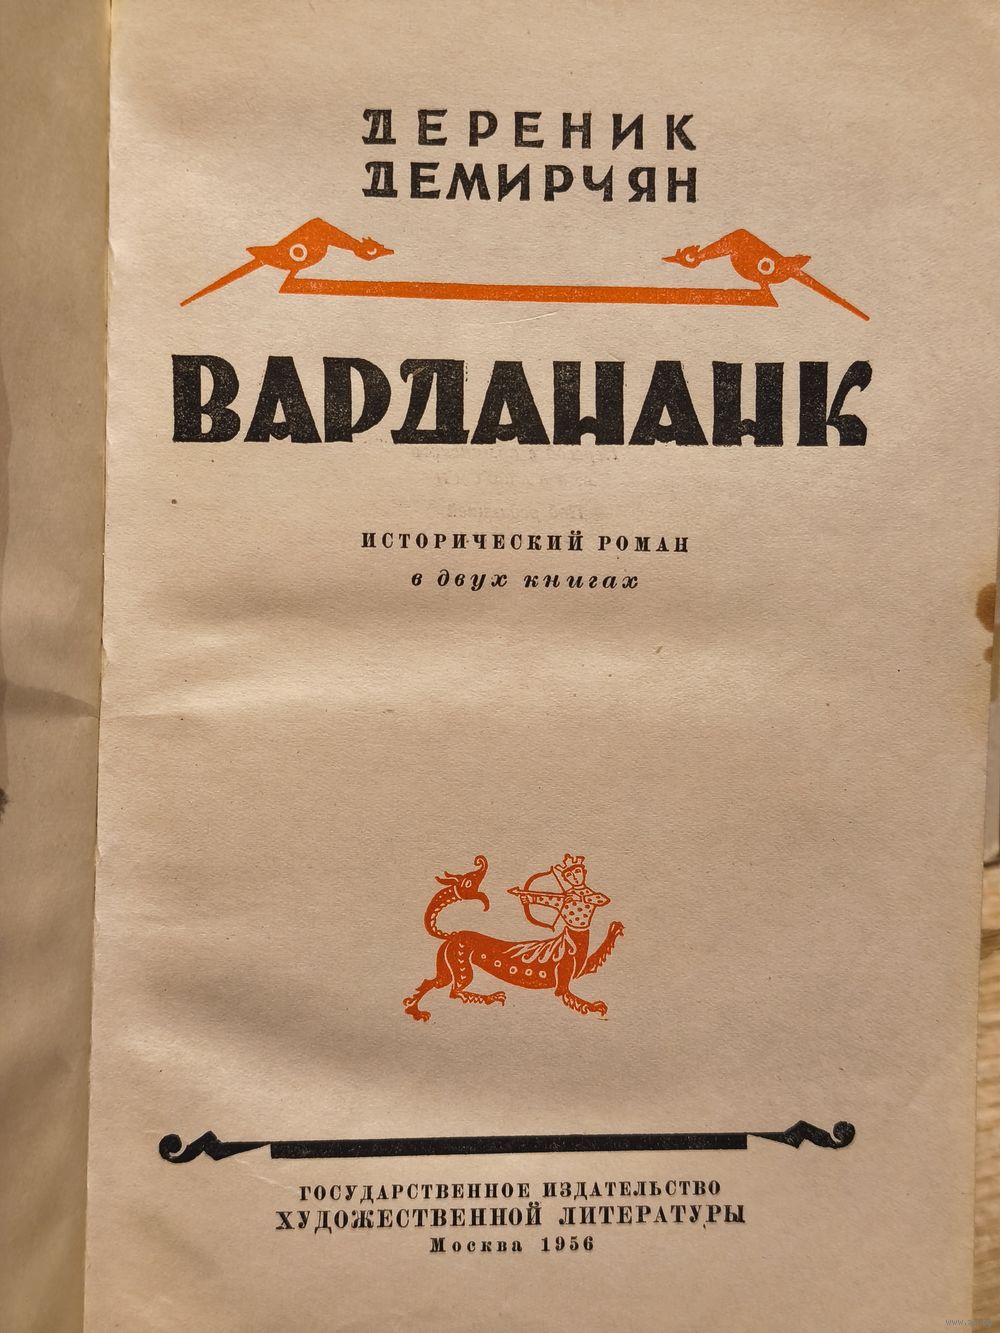 ДЕРЕНИК
ДЕМИРЧЯН
ВАРДАНАНК
ИСТОРИЧЕСКИЙ РОМАН
в двух книгах
ГОСУДАРСТВЕННОЕ ИЗДАТЕЛЬСТВО
ХУДОЖЕСТВЕННОЙ ЛИТЕРАТУРЫ
Москва 1956